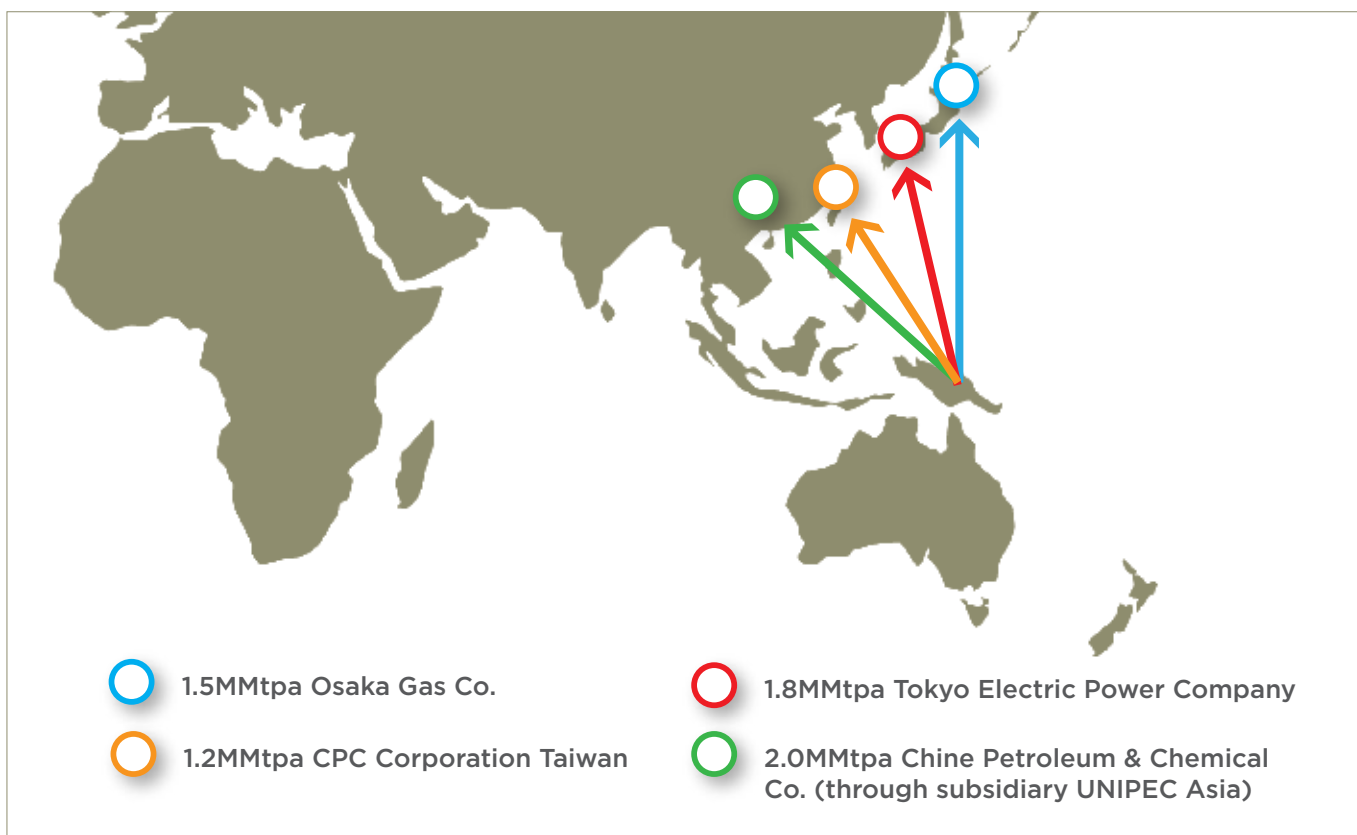 1.5MMtpa Osaka Gas Co.
1.8MMtpa Tokyo Electric Power Company
1.2MMtpa CPC Corporation Taiwan
2.0MMtpa Chine Petroleum & Chemical
Co. (through subsidiary UNIPEC Asia)